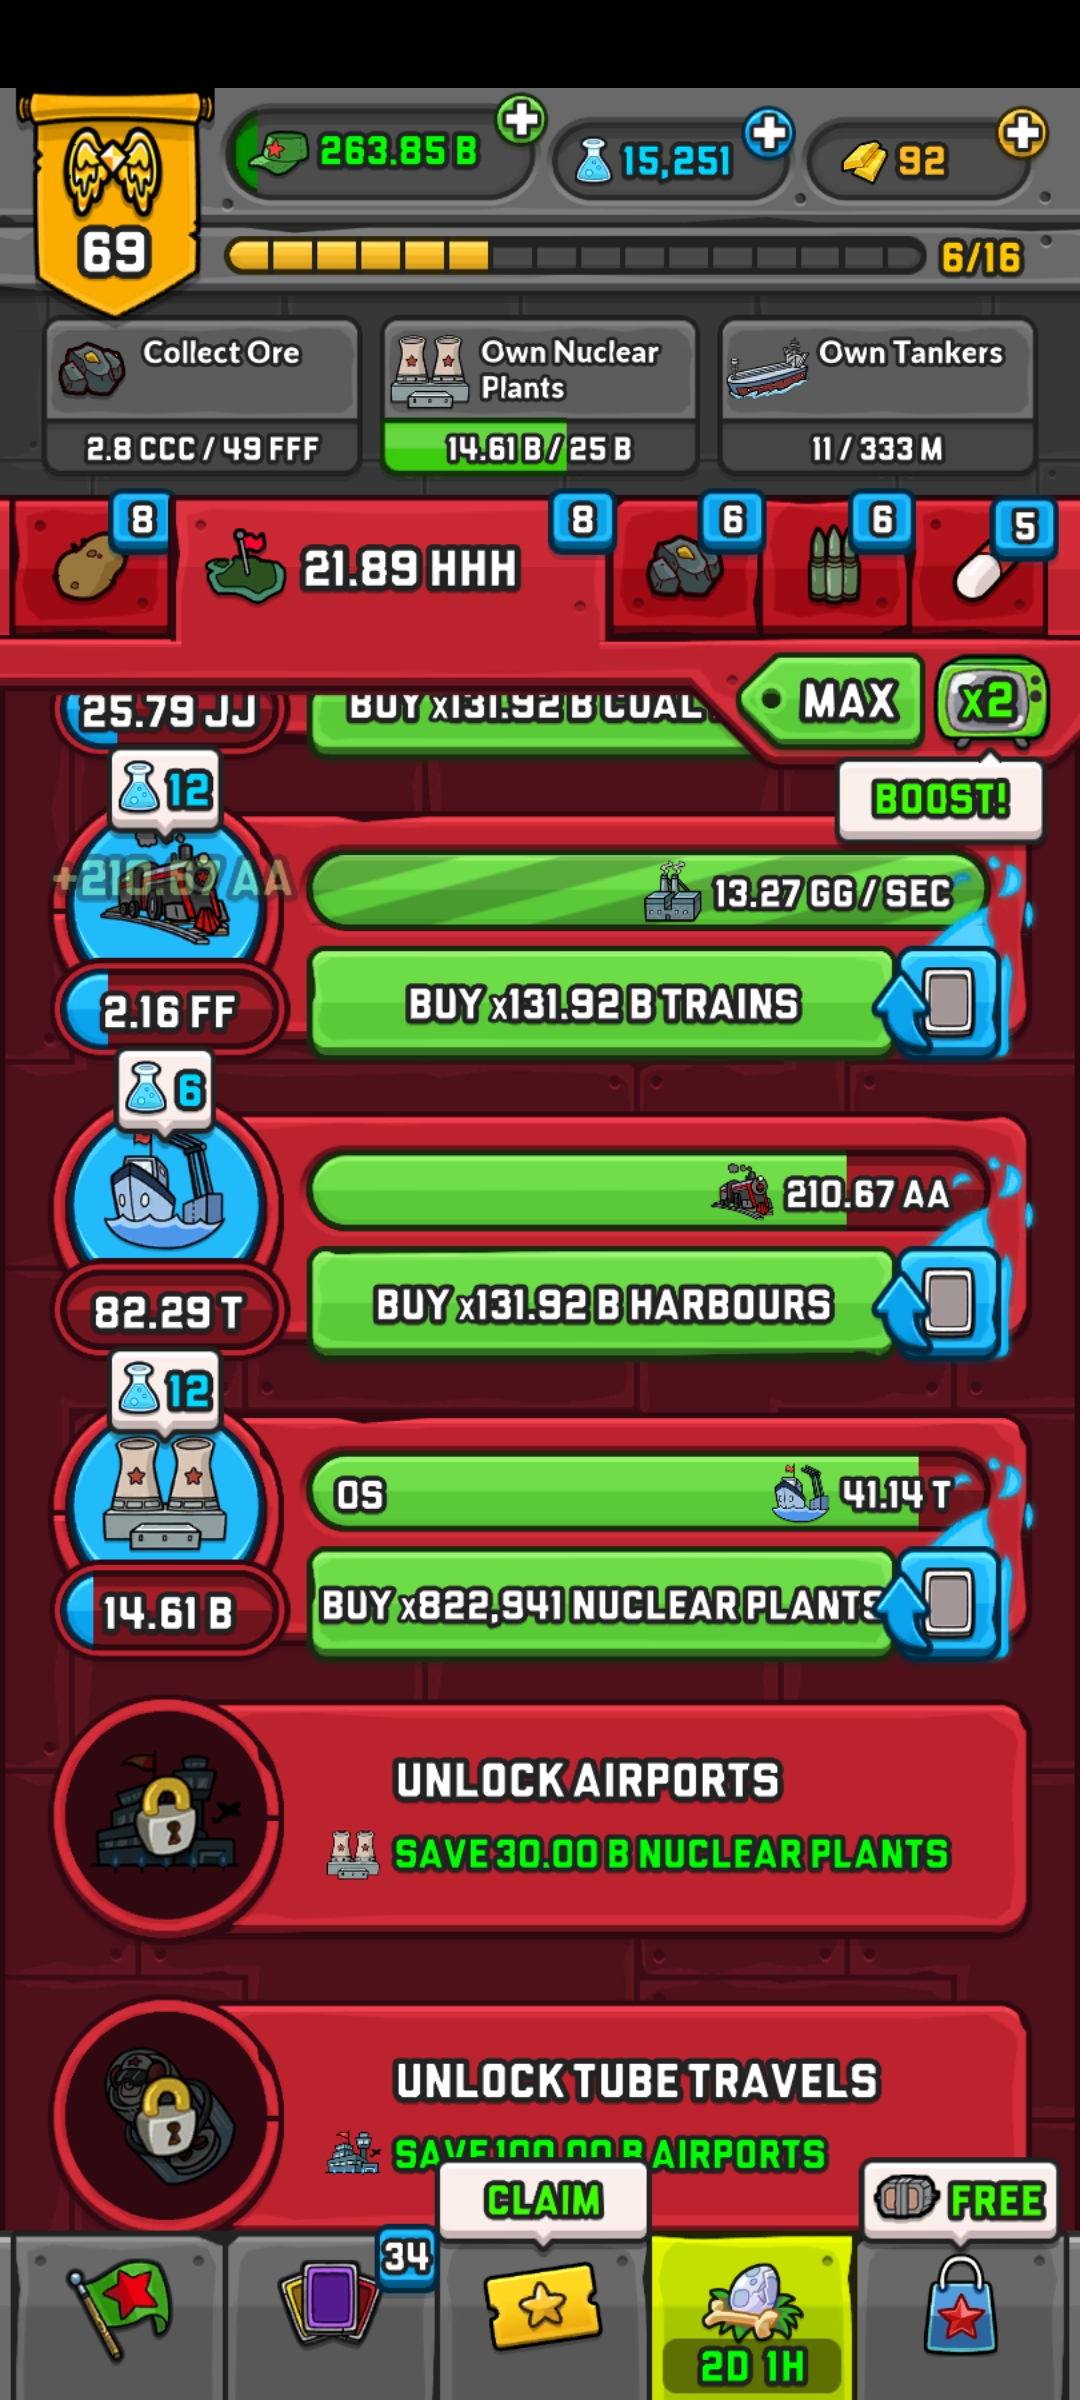 263.85 B
15,251
92
69
6/16
Collect Ore
2.8 CCC / 49 FFF
Own Nuclear
Plants
14.61 B / 25 B
Own Tankers
11 / 333 M
8
21.89 HHH
8
6
6
5
MAX
x2
BOOST!
25.79 JJ
BUY x131.92 B COAL
12
+210.67 AA
13.27 GG / SEC
2.16 FF
BUY x131.92 B TRAINS
6
210.67 AA
82.29 T
BUY x131.92 B HARBOURS
12
0S
41.14 T
14.61 B
BUY x822,941 NUCLEAR PLANTS
UNLOCK AIRPORTS
SAVE 30.00 B NUCLEAR PLANTS
UNLOCK TUBE TRAVELS
SAVE 100.00 B AIRPORTS
CLAIM
FREE
34
2D 1H